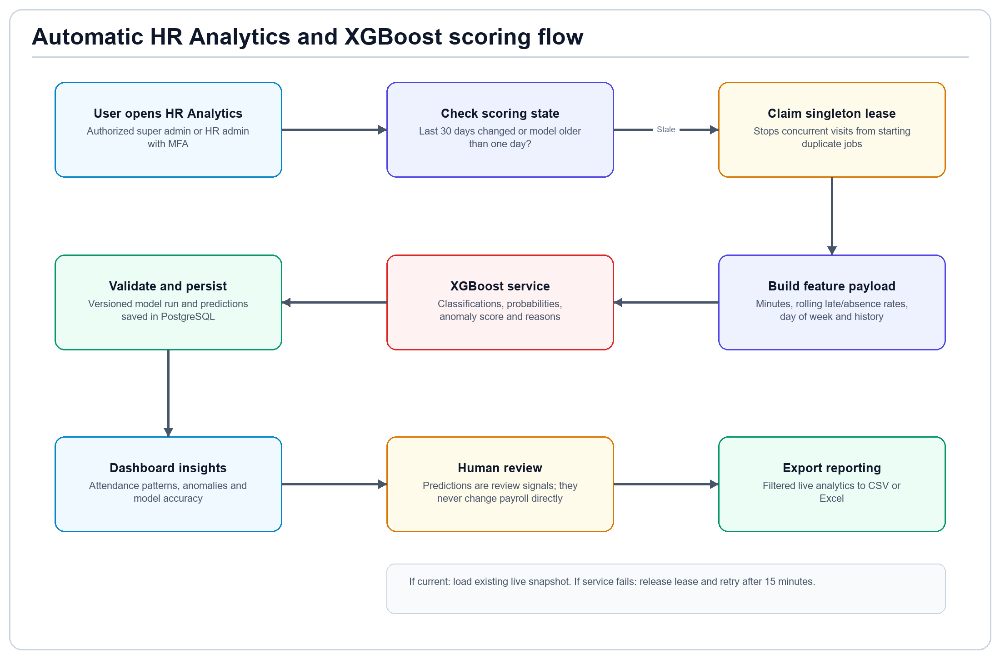 Automatic HR Analytics and XGBoost scoring flow
User opens HR Analytics
Authorized super admin or HR admin
with MFA
Check scoring state
Last 30 days changed or model older
than one day?
Stale
Claim singleton lease
Stops concurrent visits from starting
duplicate jobs
Validate and persist
Versioned model run and predictions
saved in PostgreSQL
XGBoost service
Classifications, probabilities,
anomaly score and reasons
Build feature payload
Minutes, rolling late/absence rates,
day of week and history
Dashboard insights
Attendance patterns, anomalies and
model accuracy
Human review
Predictions are review signals; they
never change payroll directly
Export reporting
Filtered live analytics to CSV or
Excel
If current: load existing live snapshot. If service fails: release lease and retry after 15 minutes.